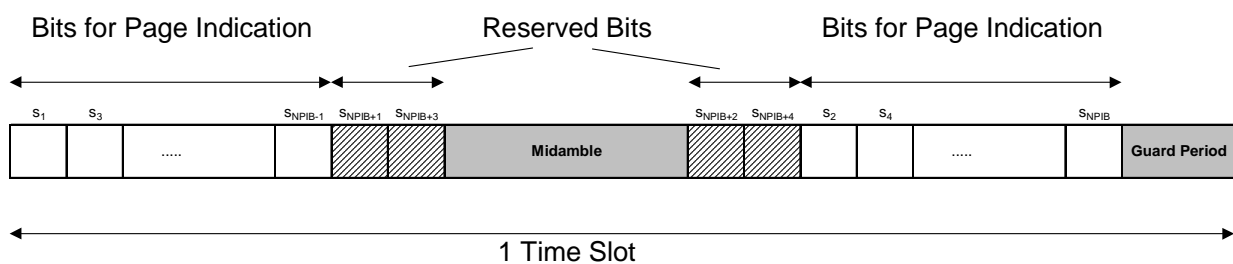 Bits for Page Indication Reserved Bits Bits for Page Indication
s1 s3 sNPIB-1 sNPIB+1 sNPIB+3 sNPIB+2 sNPIB+4 s2 s4 sNPIB
..... Midamble ..... Guard Period
1 Time Slot